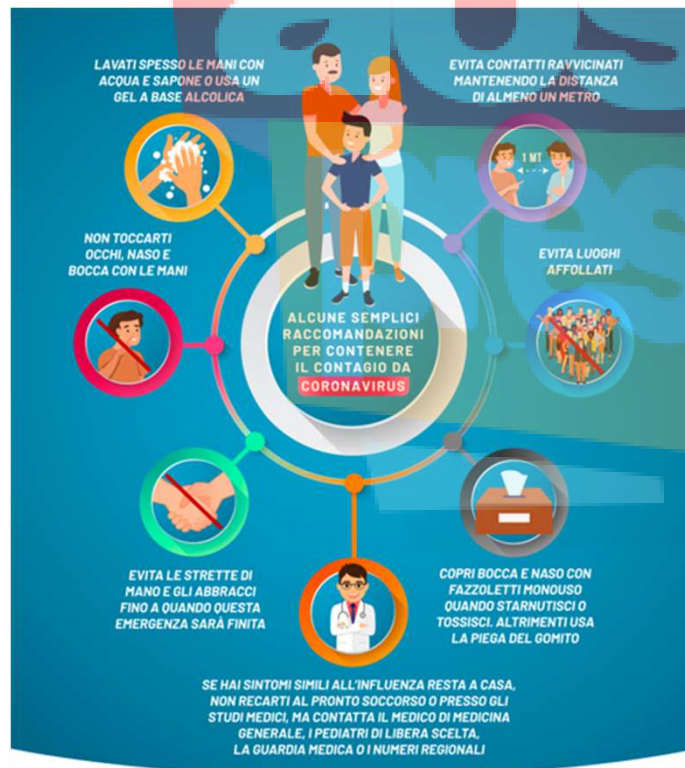 LAVATI SPESSO LE MANI CON
ACQUA E SAPONE O USA UN
GEL A BASE ALCOLICA
EVITA CONTATTI RAVVICINATI
MANTENENDO LA DISTANZA
DI ALMENO UN METRO
1 MT
NON TOCCARTI
OCCHI, NASO E
BOCCA CON LE MANI
EVITA LUOGHI
AFFOLLATI
ALCUNE SEMPLICI
RACCOMANDAZIONI
PER CONTENERE
IL CONTAGIO DA
CORONAVIRUS
EVITA LE STRETTE DI
MANO E GLI ABBRACCI
FINO A QUANDO QUESTA
EMERGENZA SARÀ FINITA
COPRI BOCCA E NASO CON
FAZZOLETTI MONOUSO
QUANDO STARNUTISCI O
TOSSISCI. ALTRIMENTI USA
LA PIEGA DEL GOMITO
SE HAI SINTOMI SIMILI ALL'INFLUENZA RESTA A CASA,
NON RECARTI AL PRONTO SOCCORSO O PRESSO GLI
STUDI MEDICI, MA CONTATTA IL MEDICO DI MEDICINA
GENERALE, I PEDIATRI DI LIBERA SCELTA,
LA GUARDIA MEDICA O I NUMERI REGIONALI